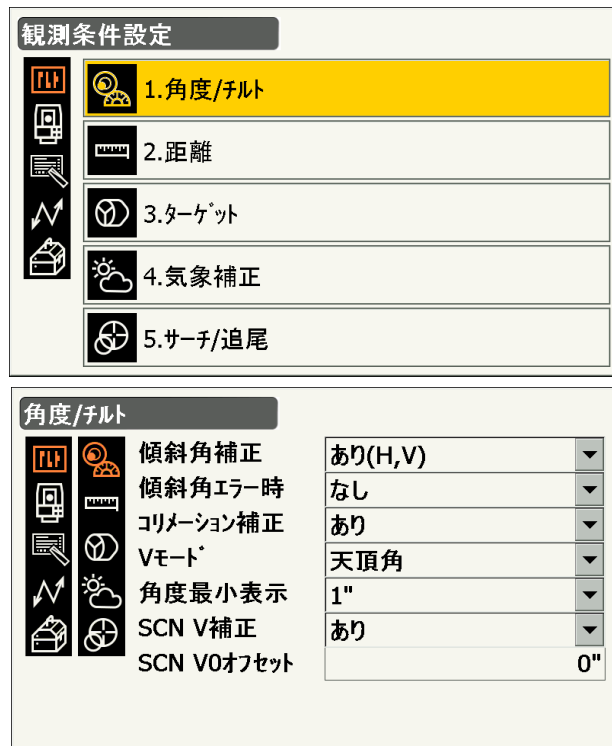 観測条件設定
1.角度/ﾁﾙﾄ
2.距離
3.ﾀｰｹﾞｯﾄ
4.気象補正
5.ｻｰﾁ/追尾
角度/ﾁﾙﾄ
傾斜角補正 あり(H,V)
傾斜角ｴﾗｰ時 なし
ｺﾘﾒｰｼｮﾝ補正 あり
Vﾓｰﾄﾞ 天頂角
角度最小表示 1"
SCN V補正 あり
SCN V0ｵﾌｾｯﾄ 0"